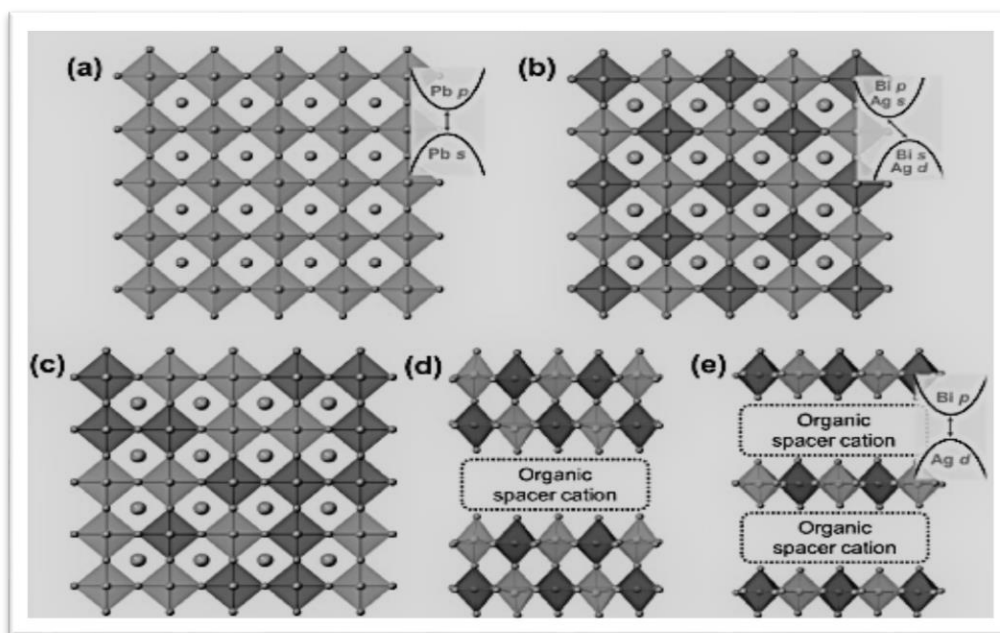 (a)
Pb p
Pb s
(b)
Bi p
Ag s
Bi s
Ag d
(c)
(d)
Organic
spacer cation
(e)
Bi p
Ag d
Organic
spacer cation
Organic
spacer cation